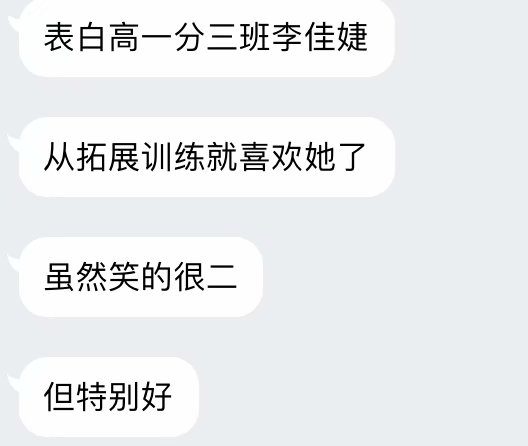 表白高一分三班李佳婕
从拓展训练就喜欢她了
虽然笑的很二
但特别好